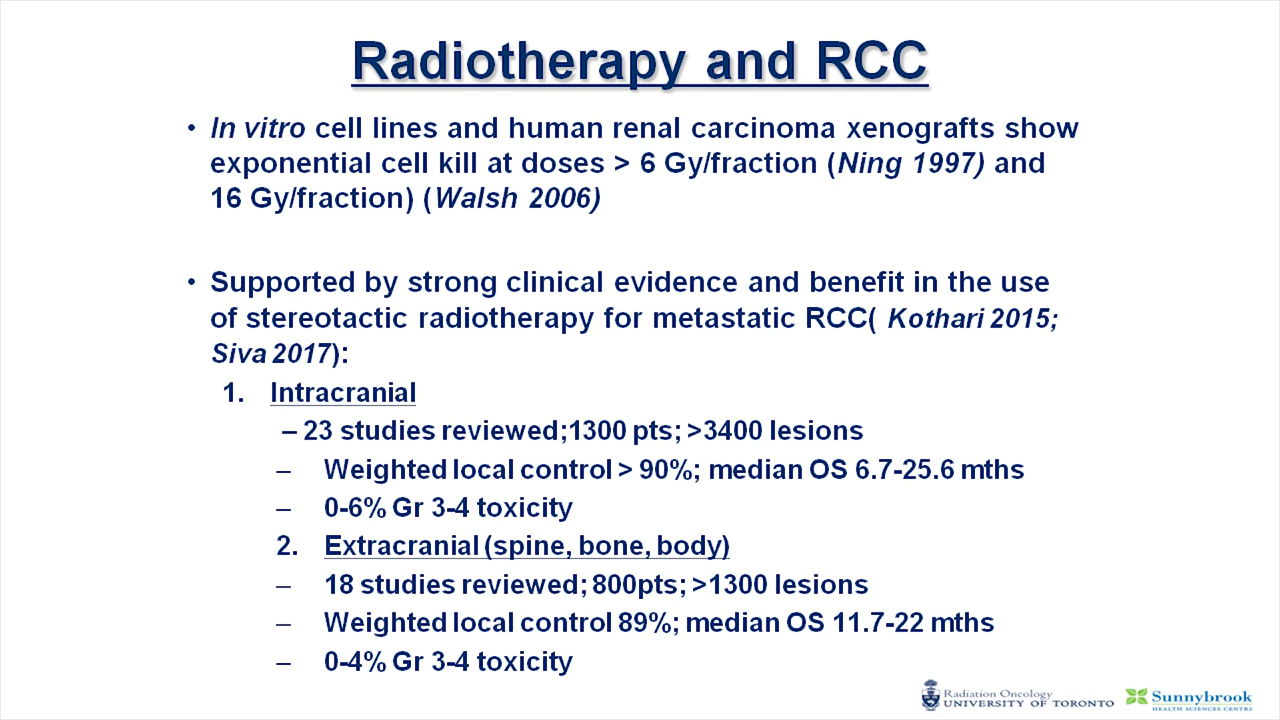 Radiotherapy and RCC
• In vitro cell lines and human renal carcinoma xenografts show
exponential cell kill at doses > 6 Gy/fraction (Ning 1997) and
16 Gy/fraction) (Walsh 2006)
• Supported by strong clinical evidence and benefit in the use
of stereotactic radiotherapy for metastatic RCC( Kothari 2015;
Siva 2017):
1. Intracranial
– 23 studies reviewed;1300 pts; >3400 lesions
– Weighted local control > 90%; median OS 6.7-25.6 mths
– 0-6% Gr 3-4 toxicity
2. Extracranial (spine, bone, body)
– 18 studies reviewed; 800pts; >1300 lesions
– Weighted local control 89%; median OS 11.7-22 mths
– 0-4% Gr 3-4 toxicity
Radiation Oncology
UNIVERSITY OF TORONTO
Sunnybrook
HEALTH SCIENCES CENTRE